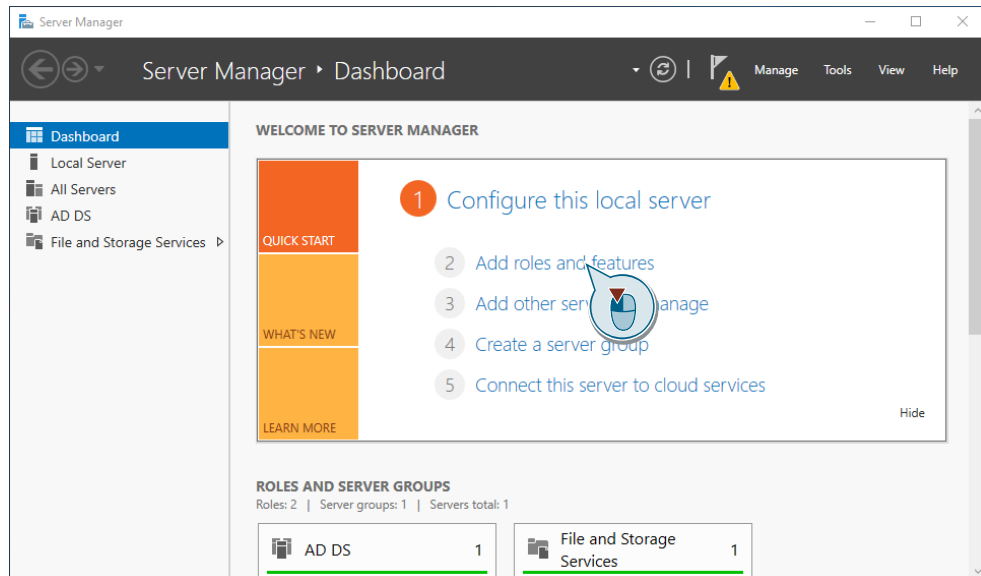 Server Manager
Server Manager ‣ Dashboard
Manage Tools View Help
Dashboard
Local Server
All Servers
AD DS
File and Storage Services
WELCOME TO SERVER MANAGER
QUICK START
WHAT'S NEW
LEARN MORE
1 Configure this local server
2 Add roles and features
3 Add other ser anage
4 Create a server group
5 Connect this server to cloud services
Hide
ROLES AND SERVER GROUPS
Roles: 2 | Server groups: 1 | Servers total: 1
AD DS 1
File and Storage
Services 1